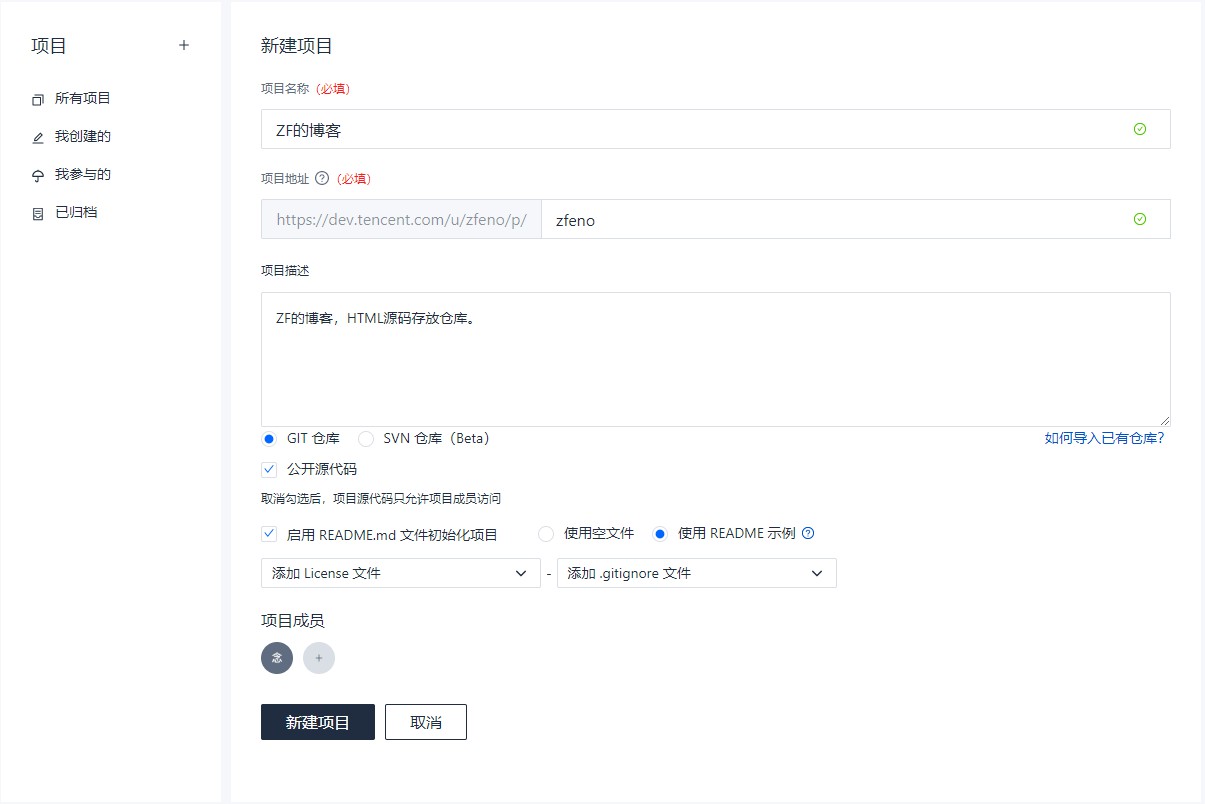 项目 +
所有项目
我创建的
我参与的
已归档
新建项目
项目名称 (必填)
ZF的博客
项目地址 ? (必填)
https://dev.tencent.com/u/zfeno/p/ zfeno
项目描述
ZF的博客，HTML源码存放仓库。
GIT 仓库 SVN 仓库（Beta） 如何导入已有仓库？
公开源代码
取消勾选后，项目源代码只允许项目成员访问
启用 README.md 文件初始化项目 使用空文件 使用 README 示例 ?
添加 License 文件 - 添加 .gitignore 文件
项目成员
念 +
新建项目 取消